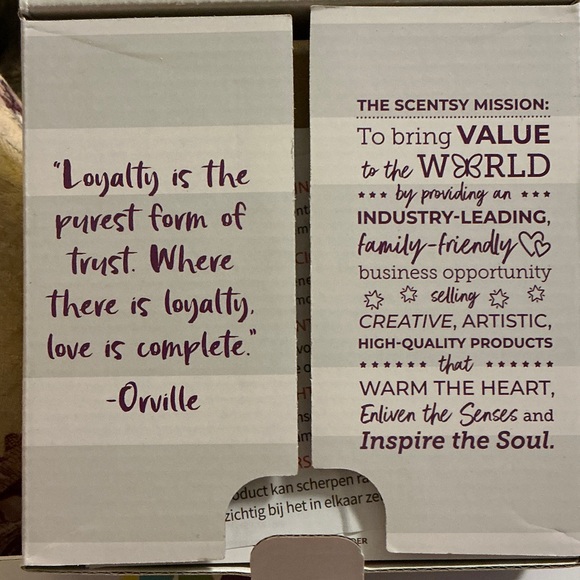 "Loyalty is the
purest form of
trust. Where
there is loyalty,
love is complete."
-Orville
THE SCENTSY MISSION:
To bring VALUE
to the WORLD
by providing an
INDUSTRY-LEADING,
family-friendly
business opportunity
selling
CREATIVE, ARTISTIC,
HIGH-QUALITY PRODUCTS
that
WARM THE HEART,
Enliven the Senses and
Inspire the Soul.
kan scherpen
bij het in elkaar